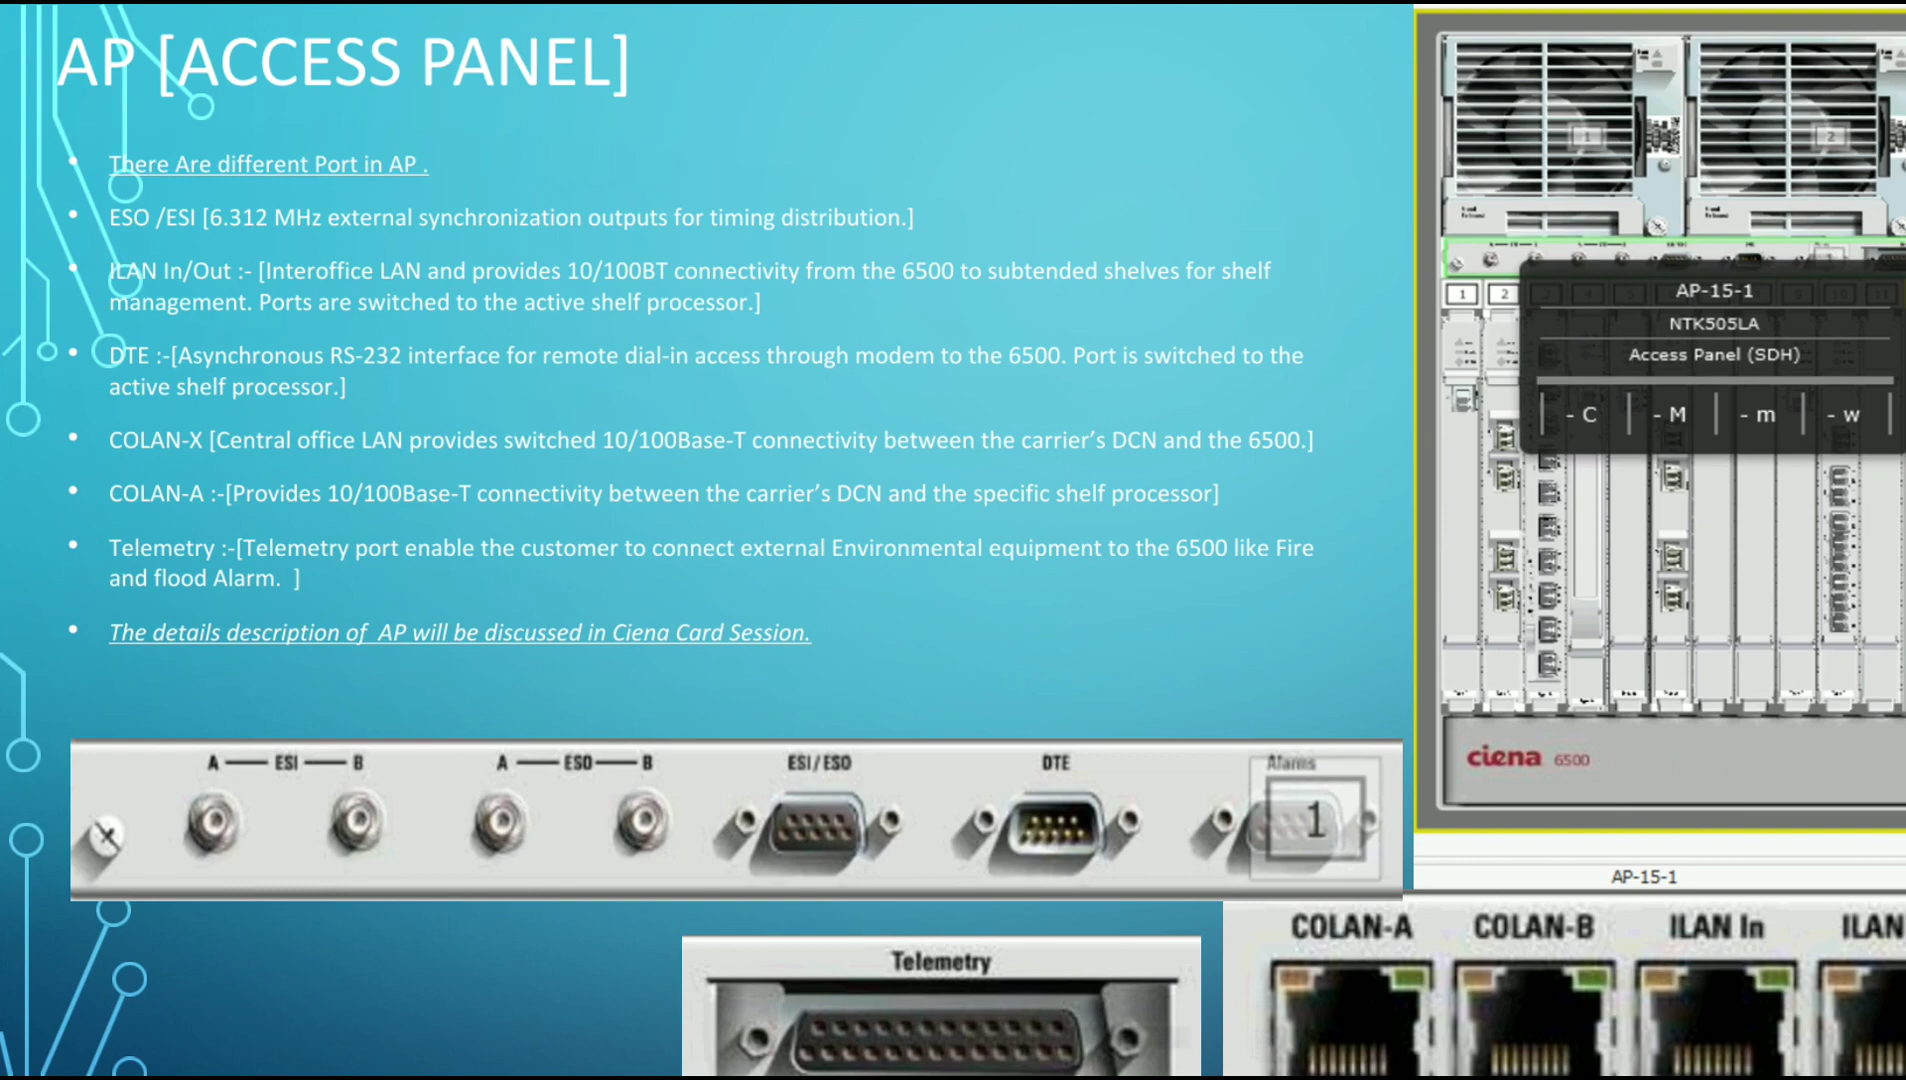 AP [ACCESS PANEL]
There Are different Port in AP .
ESO /ESI [6.312 MHz external synchronization outputs for timing distribution.]
ILAN In/Out :- [Interoffice LAN and provides 10/100BT connectivity from the 6500 to subtended shelves for shelf
management. Ports are switched to the active shelf processor.]
DTE :-[Asynchronous RS-232 interface for remote dial-in access through modem to the 6500. Port is switched to the
active shelf processor.]
COLAN-X [Central office LAN provides switched 10/100Base-T connectivity between the carrier's DCN and the 6500.]
COLAN-A :-[Provides 10/100Base-T connectivity between the carrier's DCN and the specific shelf processor]
Telemetry :-[Telemetry port enable the customer to connect external Environmental equipment to the 6500 like Fire
and flood Alarm.  ]
The details description of  AP will be discussed in Ciena Card Session.
1 2
1 2
AP-15-1
NTK505LA
Access Panel (SDH)
- C - M - m - w
ciena 6500
AP-15-1
A ESI B A ESO B ESI/ESO DTE Alarms
1
Telemetry
COLAN-A COLAN-B ILAN In ILAN